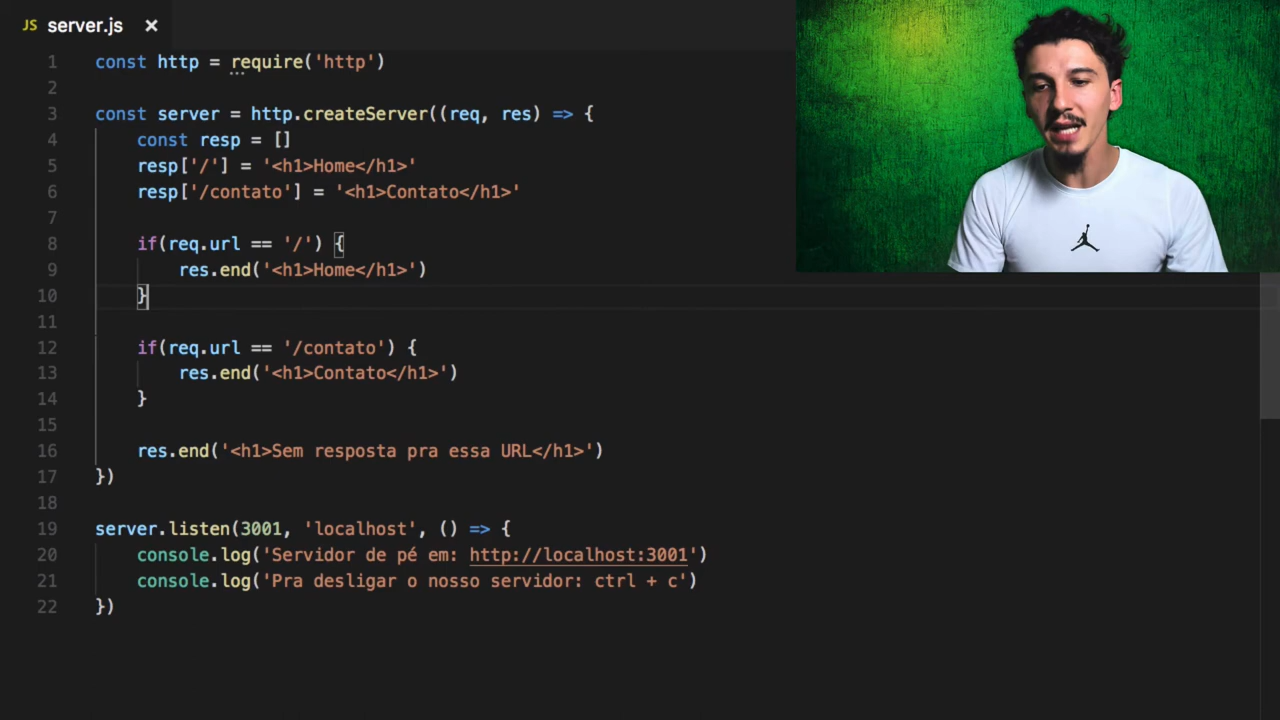 JS server.js ×
1 const http = require('http')
2
3 const server = http.createServer((req, res) => {
4 const resp = []
5 resp['/'] = '<h1>Home</h1>'
6 resp['/contato'] = '<h1>Contato</h1>'
7
8 if(req.url == '/') {
9 res.end('<h1>Home</h1>')
10 }
11
12 if(req.url == '/contato') {
13 res.end('<h1>Contato</h1>')
14 }
15
16 res.end('<h1>Sem resposta pra essa URL</h1>')
17 })
18
19 server.listen(3001, 'localhost', () => {
20 console.log('Servidor de pé em: http://localhost:3001')
21 console.log('Pra desligar o nosso servidor: ctrl + c')
22 })